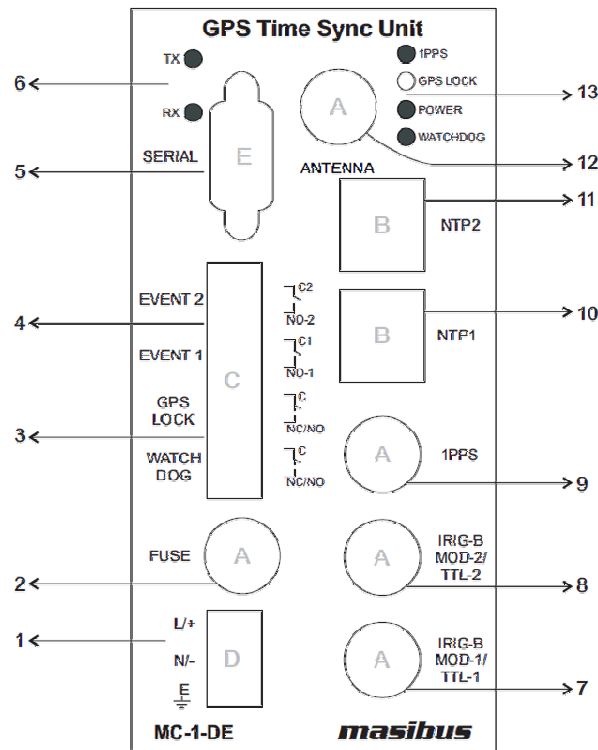 GPS Time Sync Unit
TX
1PPS
6
GPS LOCK
13
A
RX
POWER
WATCHDOG
SERIAL
E
5
ANTENNA
12
11
B
NTP2
EVENT 2
C2
NO-2
4
10
B
NTP1
EVENT 1
C1
NO-1
C
GPS
LOCK
C
NC/NO
3
WATCH
DOG
C
NC/NO
A
1PPS
9
FUSE
A
2
A
IRIG-B
MOD-2/
TTL-2
8
1
L/+
N/-
E
D
A
IRIG-B
MOD-1/
TTL-1
7
MC-1-DE
masibus